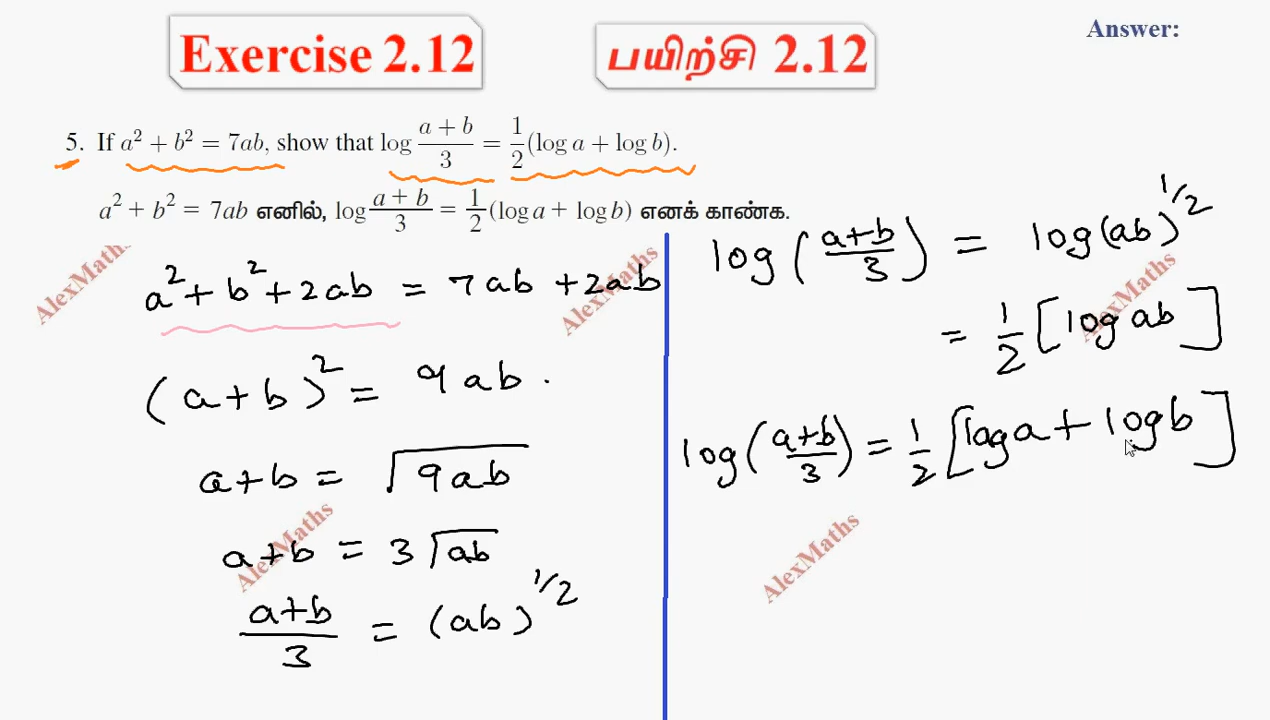 Exercise 2.12
பயிற்சி 2.12
Answer:
5. If a² + b² = 7ab, show that log (a + b)/3 = 1/2 (log a + log b).
a² + b² = 7ab எனில், log (a + b)/3 = 1/2 (log a + log b) எனக் காண்க.
a² + b² + 2ab = 7ab + 2ab
(a + b)² = 9ab.
a + b = √9ab
a + b = 3√ab
(a+b)/3 = (ab)^1/2
log((a+b)/3) = log(ab)^1/2
= 1/2 [log ab]
log((a+b)/3) = 1/2 [log a + log b]
AlexMaths
AlexMaths
AlexMaths
AlexMaths
AlexMaths